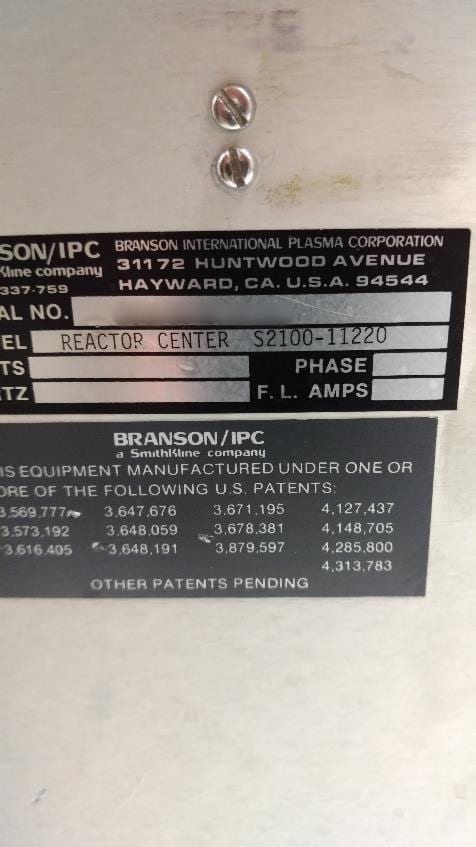 SON/IPC BRANSON INTERNATIONAL PLASMA CORPORATION
Kline company 31172 HUNTWOOD AVENUE
337-759 HAYWARD, CA. U.S.A. 94544
AL NO.
EL REACTOR CENTER S2100-11220
TS PHASE
TZ F. L. AMPS
BRANSON/IPC
a SmithKline company
IS EQUIPMENT MANUFACTURED UNDER ONE OR
ORE OF THE FOLLOWING U.S. PATENTS:
3,569,777 3,647,676 3,671,195 4,127,437
3,573,192 3,648,059 3,678,381 4,148,705
3,616,405 3,648,191 3,879,597 4,285,800
4,313,783
OTHER PATENTS PENDING